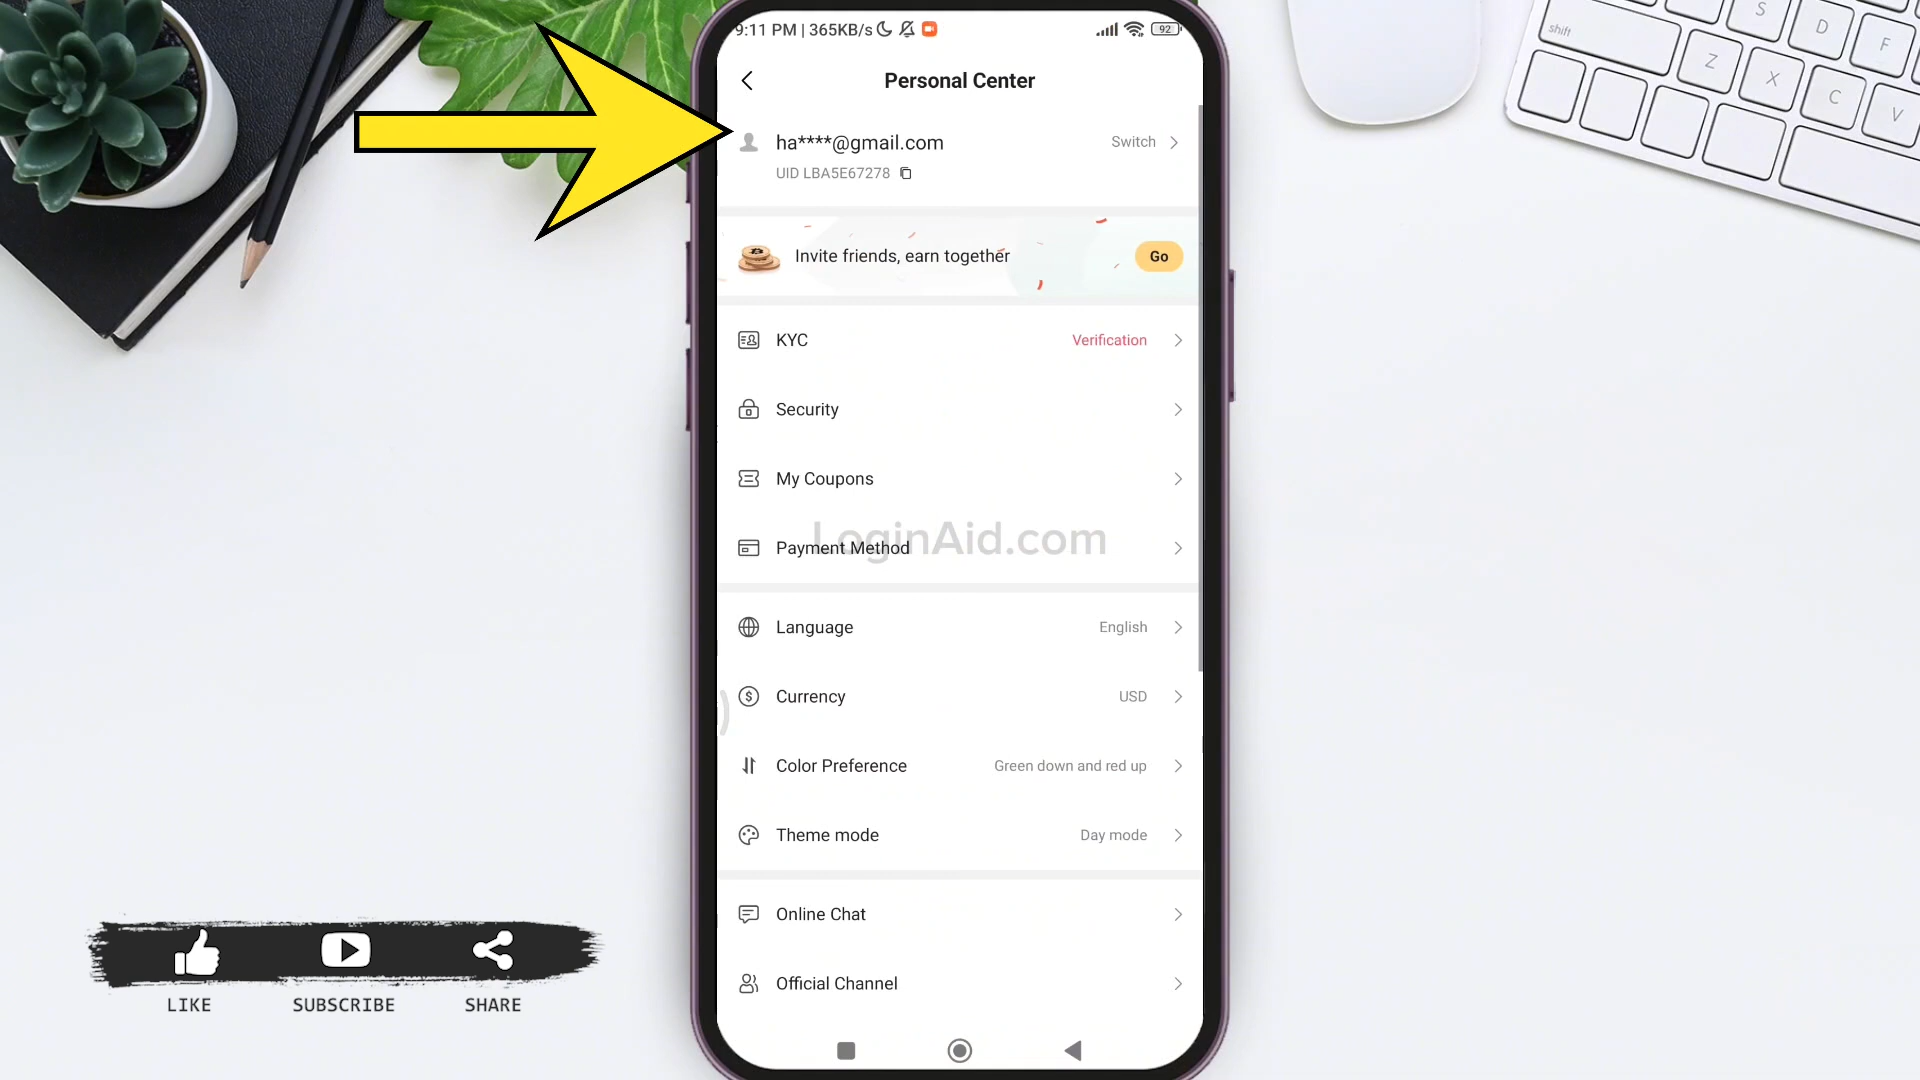 9:11 PM | 365KB/s
92
Personal Center
ha****@gmail.com
Switch
UID LBA5E67278
Invite friends, earn together
Go
KYC
Verification
Security
My Coupons
LoginAid.com
Payment Method
Language
English
Currency
USD
Color Preference
Green down and red up
Theme mode
Day mode
Online Chat
Official Channel
LIKE
SUBSCRIBE
SHARE
shift
S
D
F
Z
X
C
V